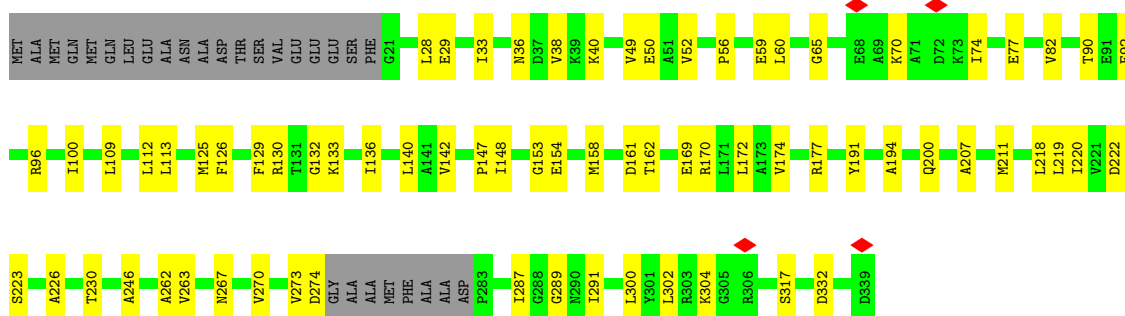 MET ALA MET GLN MET GLN LEU GLU ALA ASN ALA ASP THR SER VAL GLU GLU GLU SER PHE G21 L28 E29 I33 N36 D37 V38 K39 K40 V49 E50 A51 V52 P56 E59 L60 G65 E68 A69 K70 A71 D72 K73 I74 E77 V82 T90 E91
R96 I100 L109 L112 L113 M125 F126 F129 R130 T131 G132 K133 I136 L140 A141 V142 P147 I148 G153 E154 M158 D161 T162 E169 R170 L171 L172 A173 V174 R177 Y191 A194 Q200 A207 M211 L218 L219 I220 V221 D222
S223 A226 T230 A246 A262 V263 N267 V270 V273 D274 GLY ALA ALA MET PHE ALA ALA ASP P283 I287 G288 G289 N290 I291 L300 Y301 L302 R303 K304 G305 R306 S317 D332 D339